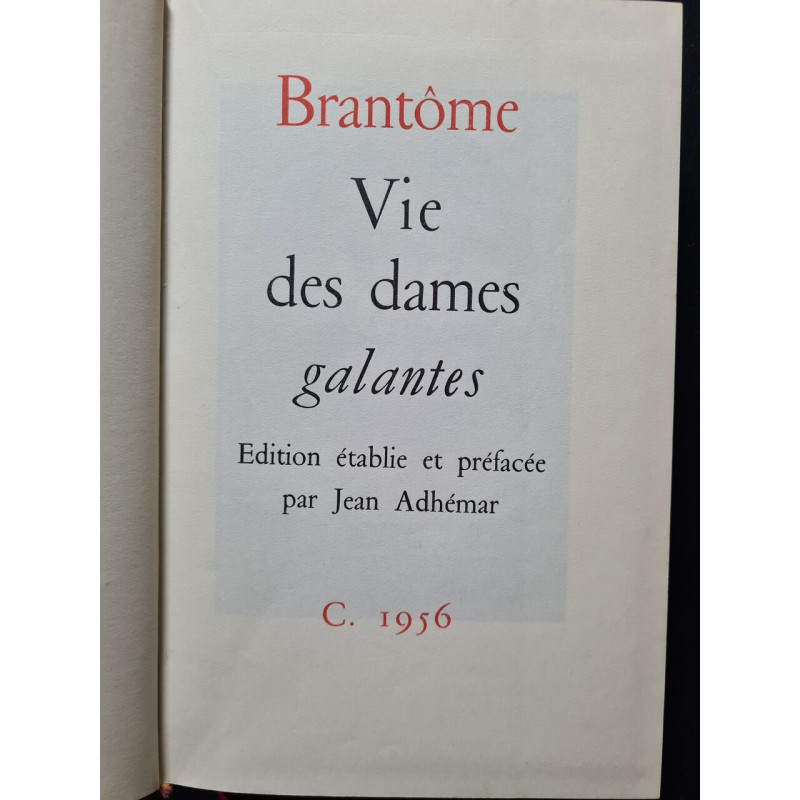 Brantôme
Vie
des dames
galantes
Edition établie et préfacée
par Jean Adhémar
C. 1956